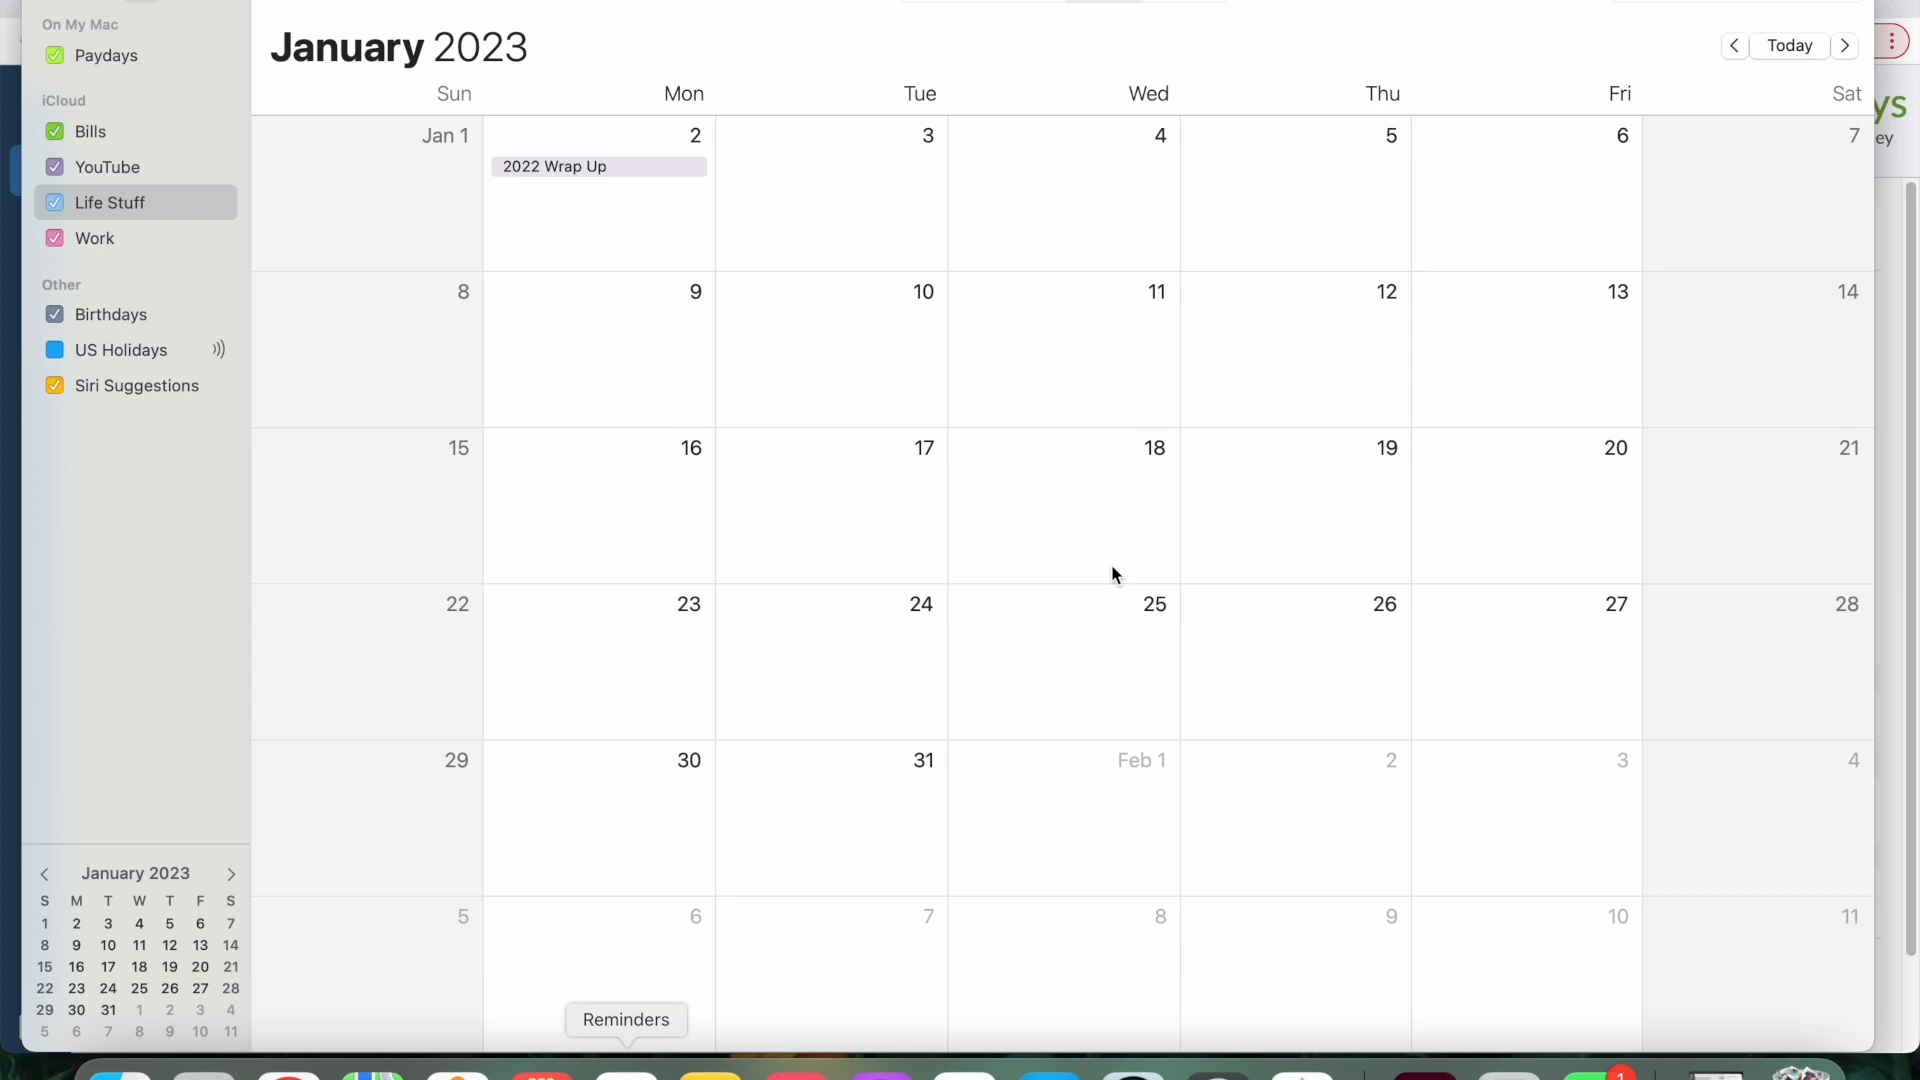 On My Mac
Paydays
iCloud
Bills
YouTube
Life Stuff
Work
Other
Birthdays
US Holidays
Siri Suggestions
January 2023
Today
Sun Mon Tue Wed Thu Fri Sat
Jan 1 2 3 4 5 6 7
2022 Wrap Up
8 9 10 11 12 13 14
15 16 17 18 19 20 21
22 23 24 25 26 27 28
29 30 31 Feb 1 2 3 4
5 6 7 8 9 10 11
January 2023
S M T W T F S
1 2 3 4 5 6 7
8 9 10 11 12 13 14
15 16 17 18 19 20 21
22 23 24 25 26 27 28
29 30 31 1 2 3 4
5 6 7 8 9 10 11
Reminders
ys
ey
1